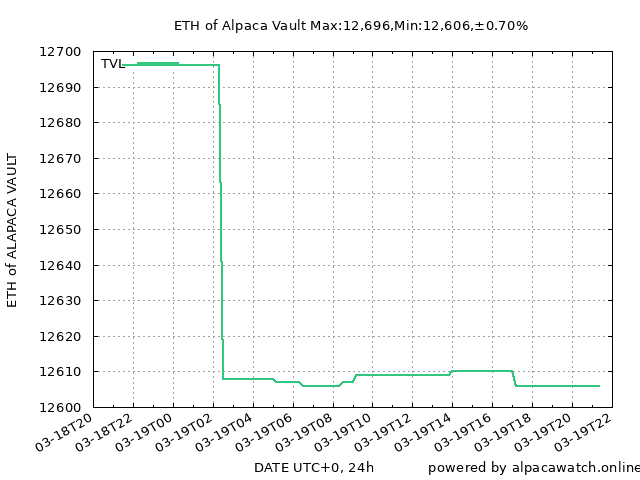 ETH of Alpaca Vault Max:12,696,Min:12,606,±0.70%
TVL
12700
12690
12680
12670
12660
12650
12640
12630
12620
12610
12600
ETH of ALAPACA VAULT
03-18T20
03-18T22
03-19T00
03-19T02
03-19T04
03-19T06
03-19T08
03-19T10
03-19T12
03-19T14
03-19T16
03-19T18
03-19T20
03-19T22
DATE UTC+0, 24h
powered by alpacawatch.online